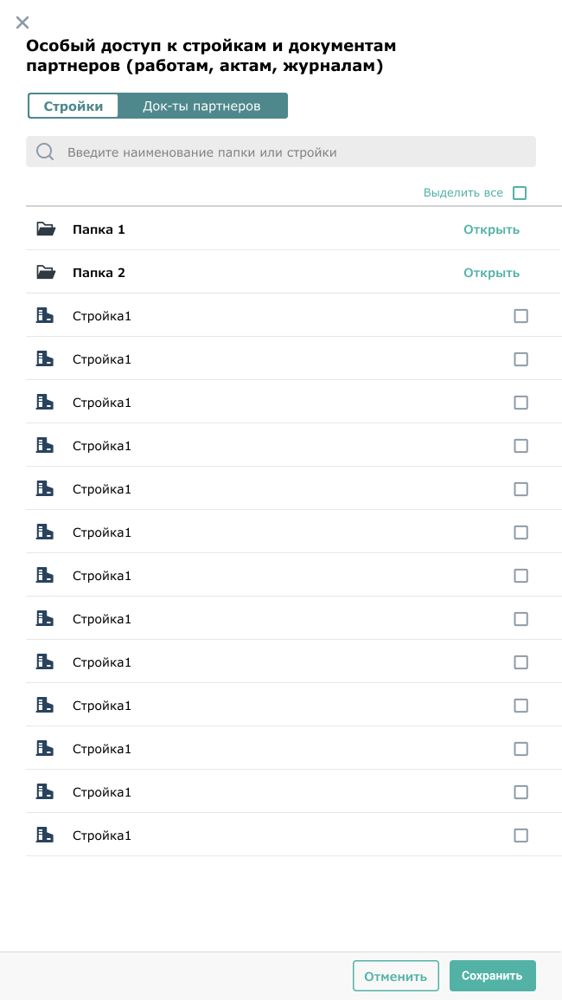 Особый доступ к стройкам и документам
партнеров (работам, актам, журналам)
Стройки Док-ты партнеров
Введите наименование папки или стройки
Выделить все
Папка 1 Открыть
Папка 2 Открыть
Стройка1
Стройка1
Стройка1
Стройка1
Стройка1
Стройка1
Стройка1
Стройка1
Стройка1
Стройка1
Стройка1
Стройка1
Стройка1
Отменить Сохранить